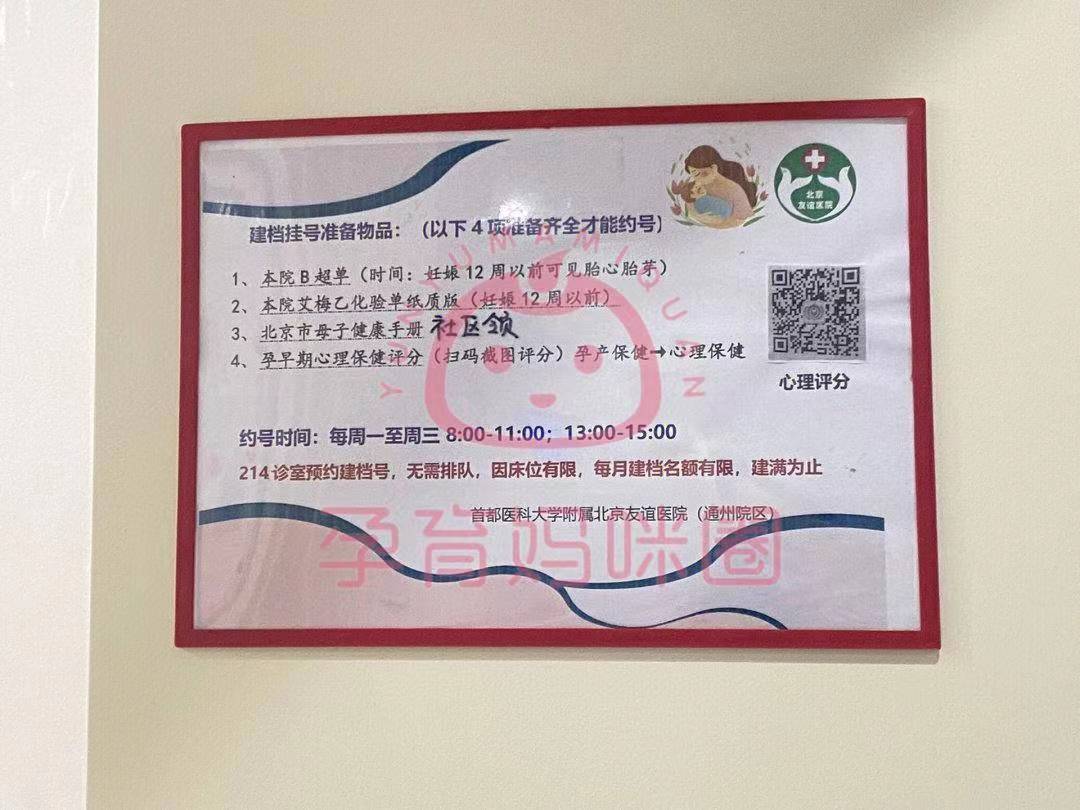 北京
友谊医院
建档挂号准备物品：（以下 4 项准备齐全才能约号）
1、本院 B 超单（时间：妊娠 12 周以前可见胎心胎芽）
2、本院艾梅乙化验单纸质版（妊娠 12 周以前）
3、北京市母子健康手册 社区领
4、孕早期心理保健评分（扫码截图评分）孕产保健→心理保健
心理评分
约号时间：每周一至周三 8:00-11:00；13:00-15:00
214 诊室预约建档号，无需排队，因床位有限，每月建档名额有限，建满为止
首都医科大学附属北京友谊医院（通州院区）
YUNYUMAMIQUAN
孕育妈咪圈